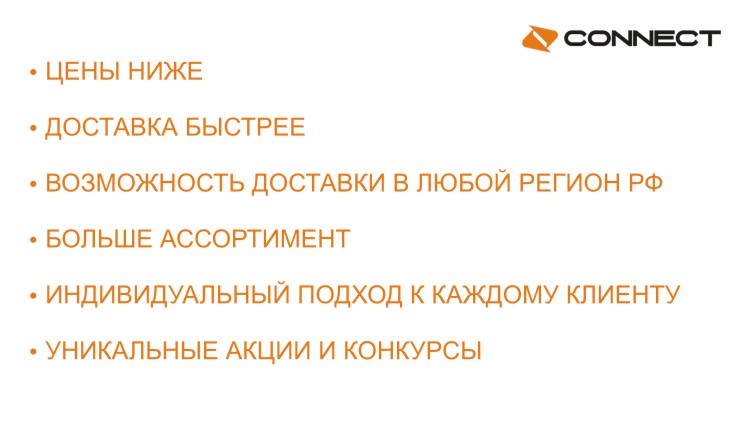 CONNECT
• ЦЕНЫ НИЖЕ
• ДОСТАВКА БЫСТРЕЕ
• ВОЗМОЖНОСТЬ ДОСТАВКИ В ЛЮБОЙ РЕГИОН РФ
• БОЛЬШЕ АССОРТИМЕНТ
• ИНДИВИДУАЛЬНЫЙ ПОДХОД К КАЖДОМУ КЛИЕНТУ
• УНИКАЛЬНЫЕ АКЦИИ И КОНКУРСЫ